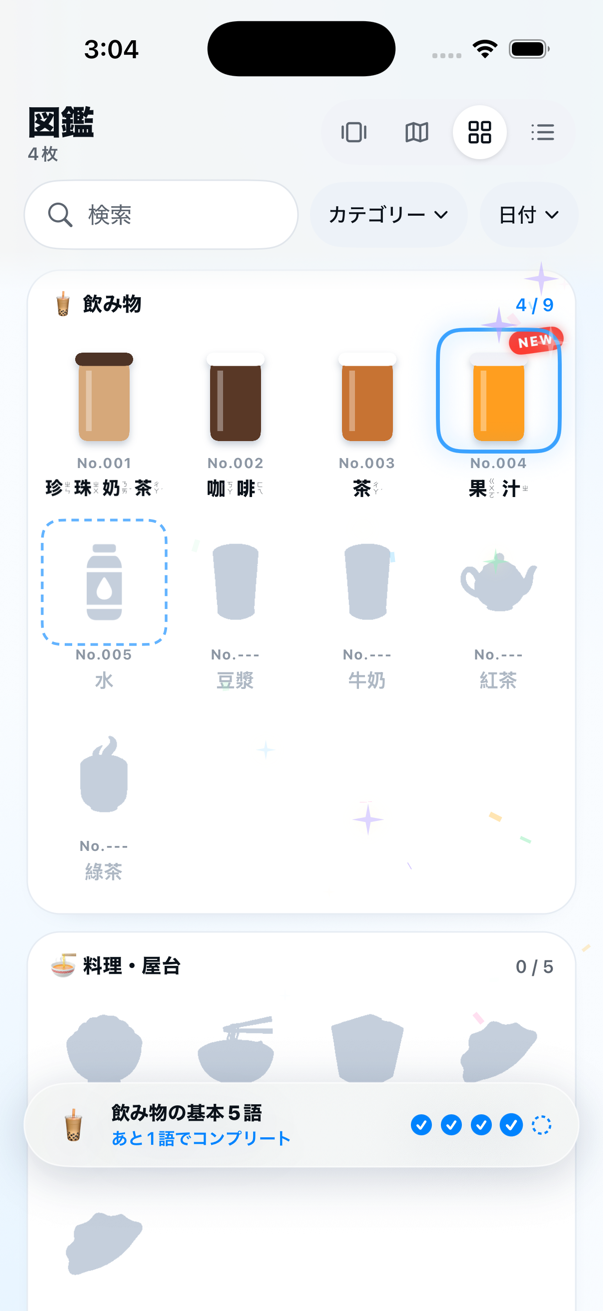 3:04
図鑑
4枚
検索
カテゴリー
日付
飲み物
4 / 9
NEW
No.001
No.002
No.003
No.004
珍珠奶茶
咖啡
茶
果汁
No.005
No.---
No.---
No.---
水
豆漿
牛奶
紅茶
No.---
綠茶
料理・屋台
0 / 5
飲み物の基本5語
あと1語でコンプリート